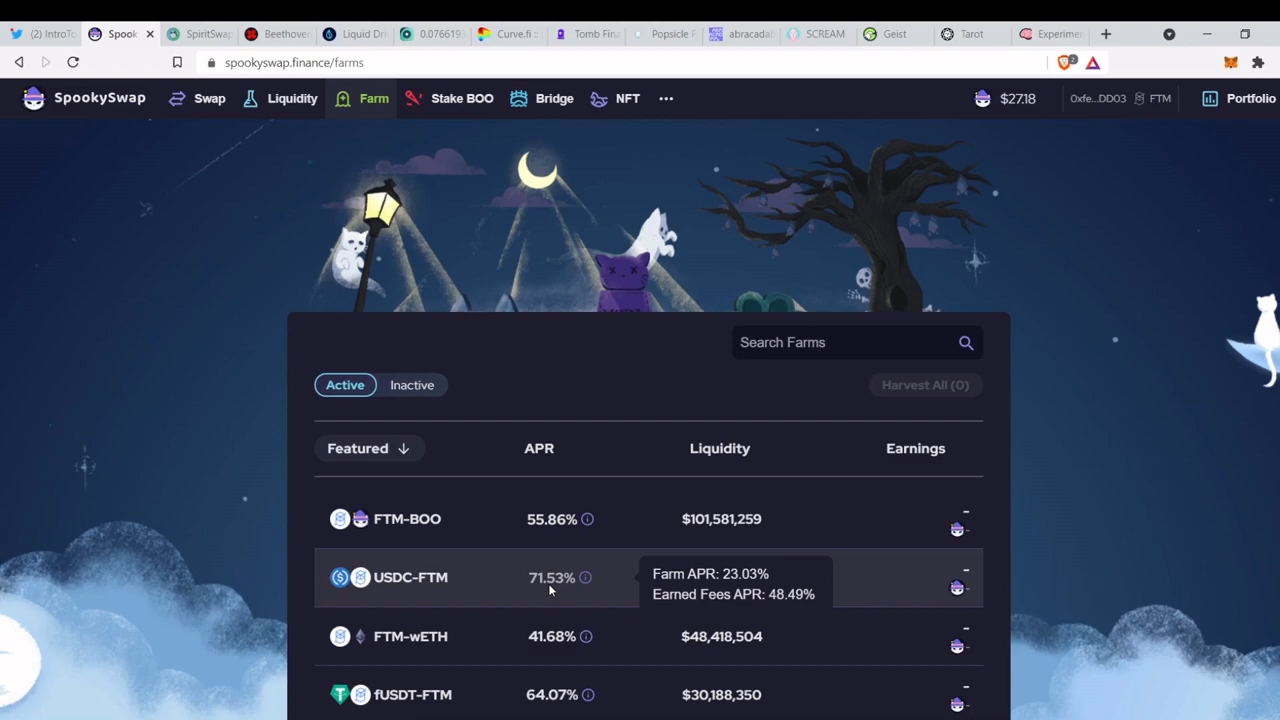 (2) IntroTo
Spook
SpiritSwap
Beethoven
Liquid Dri
0.0766193
Curve.fi ::
Tomb Fina
Popsicle F
abracadab
SCREAM
Geist
Tarot
Experimen
spookyswap.finance/farms
2
SpookySwap
Swap
Liquidity
Farm
Stake BOO
Bridge
NFT
$27.18
0xfe...DD03
FTM
Portfolio
Search Farms
Active
Inactive
Harvest All (0)
Featured
APR
Liquidity
Earnings
FTM-BOO
55.86%
$101,581,259
-
USDC-FTM
71.53%
Farm APR: 23.03%
Earned Fees APR: 48.49%
-
FTM-wETH
41.68%
$48,418,504
-
fUSDT-FTM
64.07%
$30,188,350
-